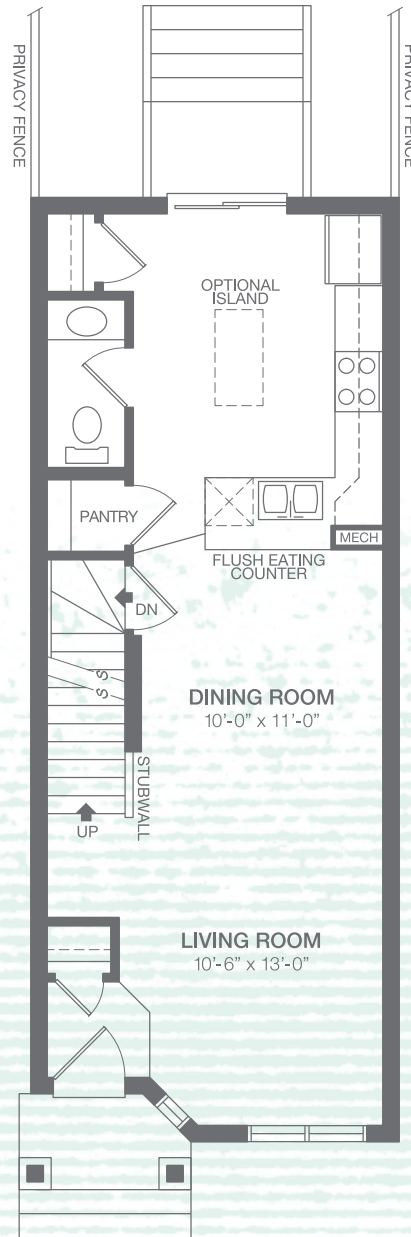 PRIVACY FENCE
PRIVACY FENCE
OPTIONAL
ISLAND
PANTRY
MECH
FLUSH EATING
COUNTER
DN
DINING ROOM
10'-0" x 11'-0"
S
S
STUBWALL
UP
LIVING ROOM
10'-6" x 13'-0"